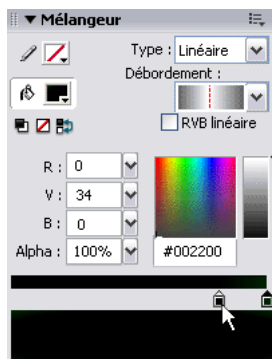 Mélangeur
Type : Linéaire
Débordement :
RVB linéaire
R : 0
V : 34
B : 0
Alpha : 100% #002200